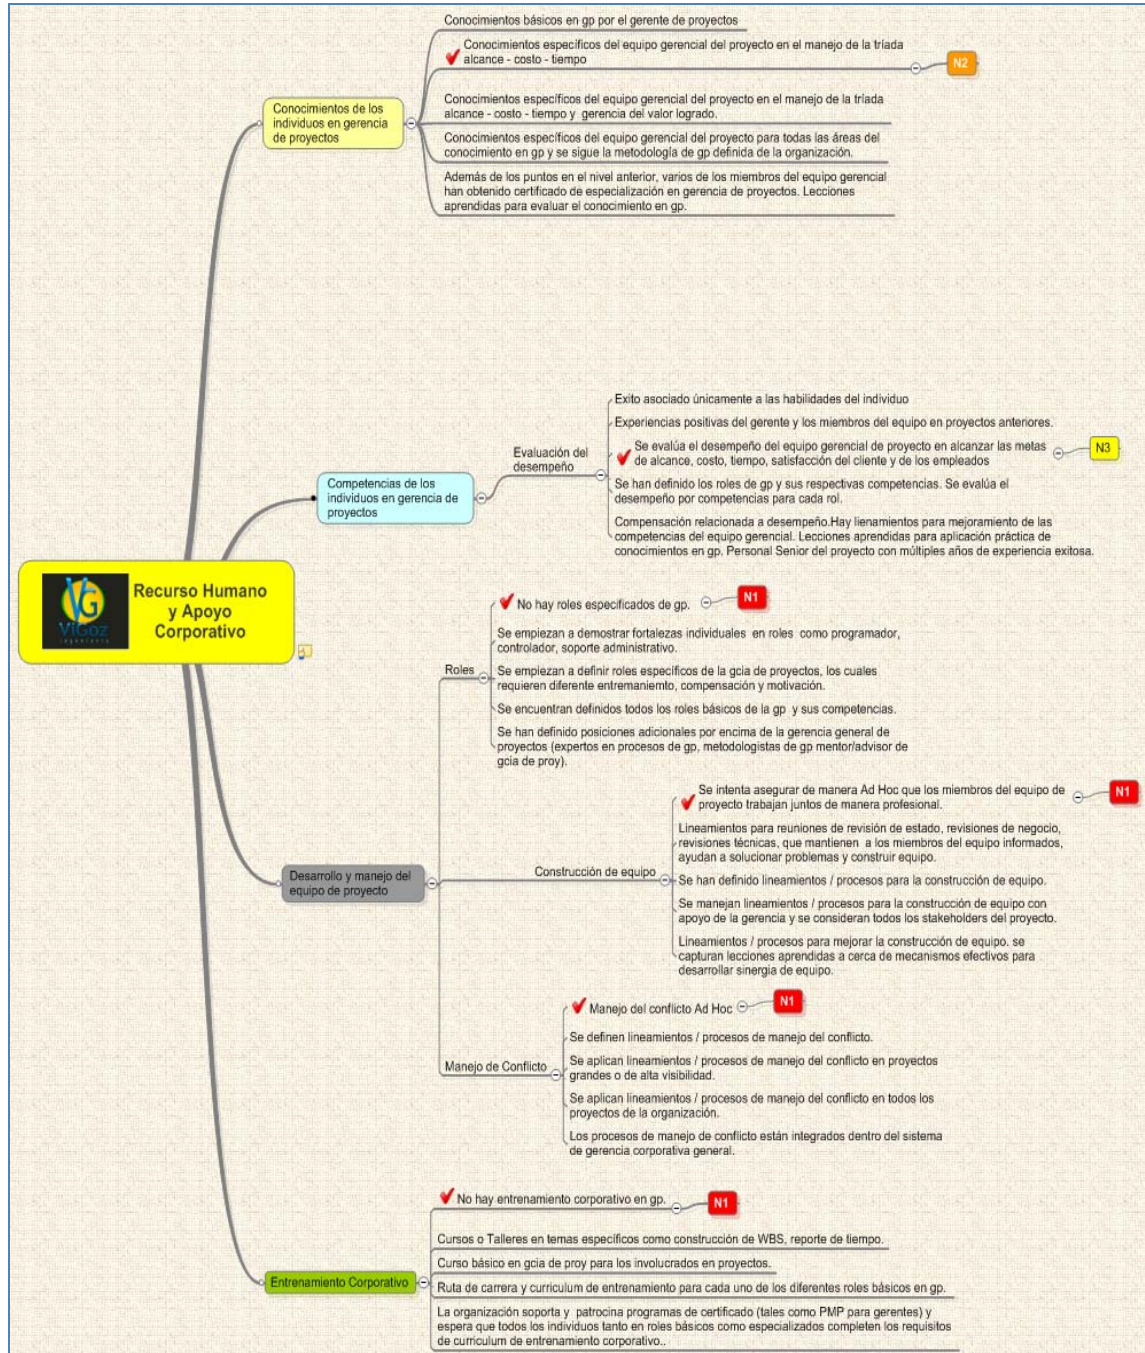 Conocimientos básicos en gp por el gerente de proyectos
Conocimientos específicos del equipo gerencial del proyecto en el manejo de la tríada
alcance - costo - tiempo
N2
Conocimientos de los
individuos en gerencia
de proyectos
Conocimientos específicos del equipo gerencial del proyecto en el manejo de la tríada
alcance - costo - tiempo y gerencia del valor logrado.
Conocimientos específicos del equipo gerencial del proyecto para todas las áreas del
conocimiento en gp y se sigue la metodología de gp definida de la organización.
Además de los puntos en el nivel anterior, varios de los miembros del equipo gerencial
han obtenido certificado de especialización en gerencia de proyectos. Lecciones
aprendidas para evaluar el conocimiento en gp.
Competencias de los
individuos en gerencia de
proyectos
Evaluación del
desempeño
Exito asociado únicamente a las habilidades del individuo
Experiencias positivas del gerente y los miembros del equipo en proyectos anteriores.
Se evalúa el desempeño del equipo gerencial de proyecto en alcanzar las metas
de alcance, costo, tiempo, satisfacción del cliente y de los empleados
N3
Se han definido los roles de gp y sus respectivas competencias. Se evalúa el
desempeño por competencias para cada rol.
Compensación relacionada a desempeño.Hay lienamientos para mejoramiento de las
competencias del equipo gerencial. Lecciones aprendidas para aplicación práctica de
conocimientos en gp. Personal Senior del proyecto con múltiples años de experiencia exitosa.
VG
ViGoz
Ingeniería
Recurso Humano
y Apoyo
Corporativo
Desarrollo y manejo del
equipo de proyecto
Roles
No hay roles especificados de gp.
N1
Se empiezan a demostrar fortalezas individuales en roles como programador,
controlador, soporte administrativo.
Se empiezan a definir roles específicos de la gcia de proyectos, los cuales
requieren diferente entremaniemto, compensación y motivación.
Se encuentran definidos todos los roles básicos de la gp y sus competencias.
Se han definido posiciones adicionales por encima de la gerencia general de
proyectos (expertos en procesos de gp, metodologistas de gp mentor/advisor de
gcia de proy).
Construcción de equipo
Se intenta asegurar de manera Ad Hoc que los miembros del equipo de
proyecto trabajan juntos de manera profesional.
N1
Lineamientos para reuniones de revisión de estado, revisiones de negocio,
revisiones técnicas, que mantienen a los miembros del equipo informados,
ayudan a solucionar problemas y construir equipo.
Se han definido lineamientos / procesos para la construcción de equipo.
Se manejan lineamientos / procesos para la construcción de equipo con
apoyo de la gerencia y se consideran todos los stakeholders del proyecto.
Lineamientos / procesos para mejorar la construcción de equipo. se
capturan lecciones aprendidas a cerca de mecanismos efectivos para
desarrollar sinergia de equipo.
Manejo de Conflicto
Manejo del conflicto Ad Hoc
N1
Se definen lineamientos / procesos de manejo del conflicto.
Se aplican lineamientos / procesos de manejo del conflicto en proyectos
grandes o de alta visibilidad.
Se aplican lineamientos / procesos de manejo del conflicto en todos los
proyectos de la organización.
Los procesos de manejo de conflicto están integrados dentro del sistema
de gerencia corporativa general.
Entrenamiento Corporativo
No hay entrenamiento corporativo en gp.
N1
Cursos o Talleres en temas específicos como construcción de WBS, reporte de tiempo.
Curso básico en gcia de proy para los involucrados en proyectos.
Ruta de carrera y curriculum de entrenamiento para cada uno de los diferentes roles básicos en gp.
La organización soporta y patrocina programas de certificado (tales como PMP para gerentes) y
espera que todos los individuos tanto en roles básicos como especializados completen los requisitos
de curriculum de entrenamiento corporativo..